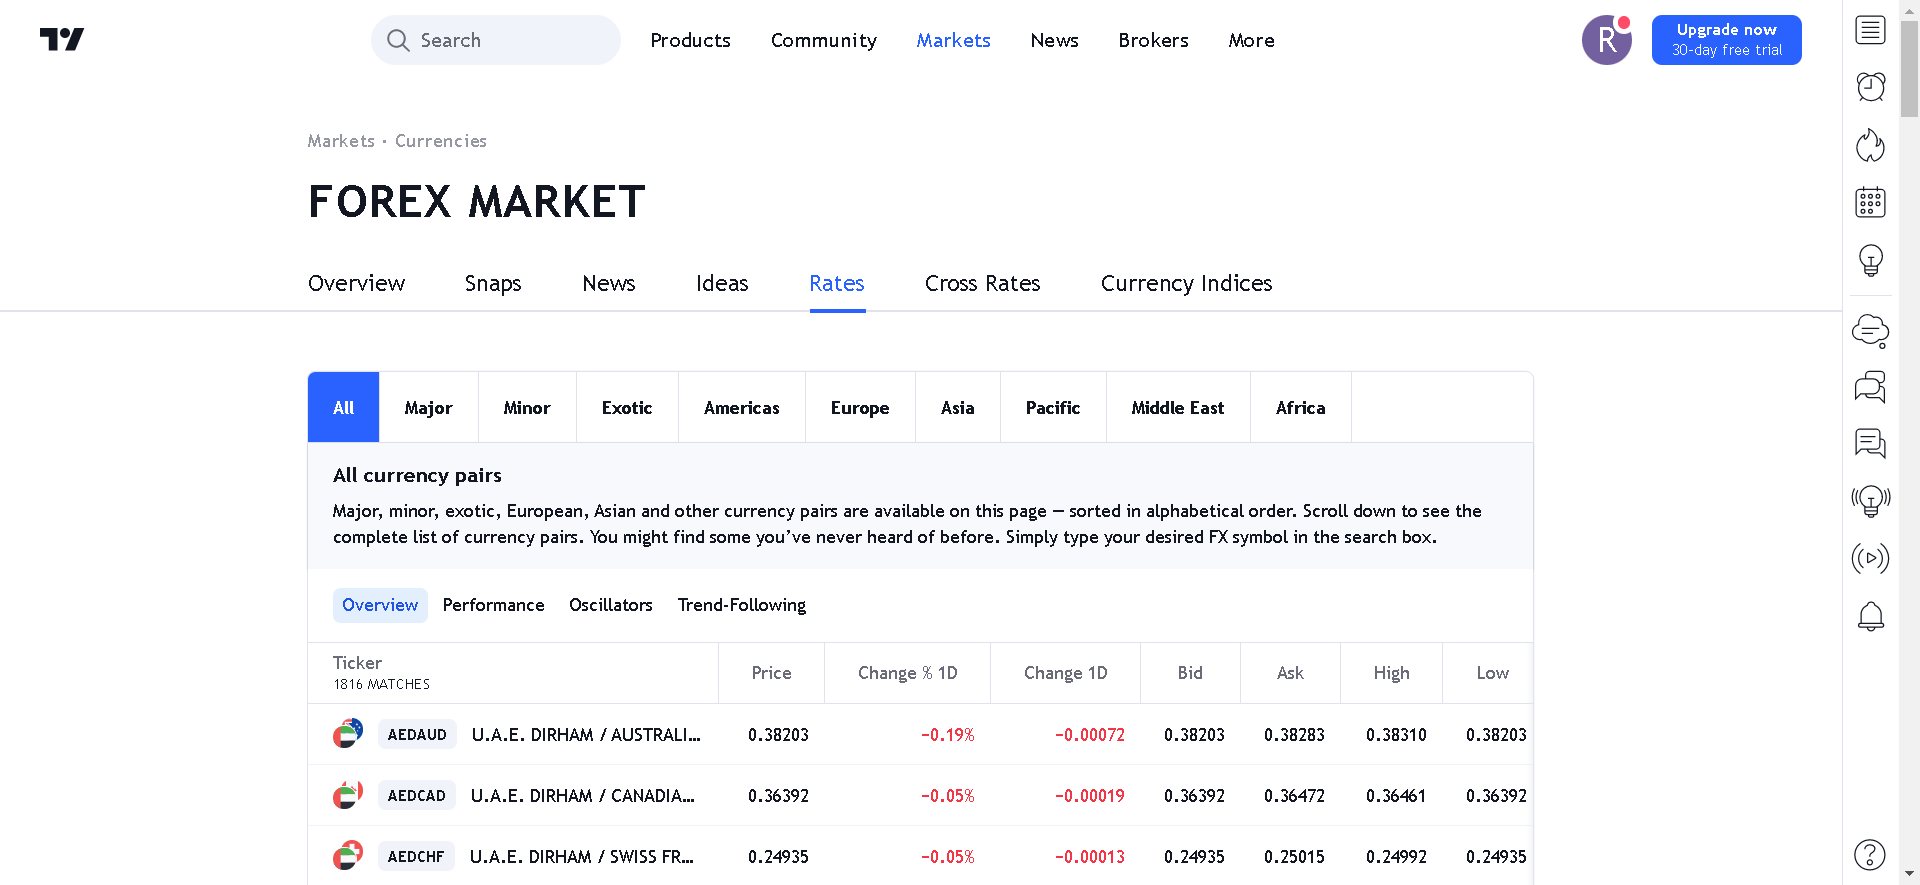 Search
Products
Community
Markets
News
Brokers
More
R
Upgrade now
30-day free trial
Markets · Currencies
FOREX MARKET
Overview
Snaps
News
Ideas
Rates
Cross Rates
Currency Indices
All
Major
Minor
Exotic
Americas
Europe
Asia
Pacific
Middle East
Africa
All currency pairs
Major, minor, exotic, European, Asian and other currency pairs are available on this page — sorted in alphabetical order. Scroll down to see the
complete list of currency pairs. You might find some you’ve never heard of before. Simply type your desired FX symbol in the search box.
Overview
Performance
Oscillators
Trend-Following
Ticker
1816 MATCHES
Price
Change % 1D
Change 1D
Bid
Ask
High
Low
AEDAUD U.A.E. DIRHAM / AUSTRALI... 0.38203 −0.19% −0.00072 0.38203 0.38283 0.38310 0.38203
AEDCAD U.A.E. DIRHAM / CANADIA... 0.36392 −0.05% −0.00019 0.36392 0.36472 0.36461 0.36392
AEDCHF U.A.E. DIRHAM / SWISS FR... 0.24935 −0.05% −0.00013 0.24935 0.25015 0.24992 0.24935